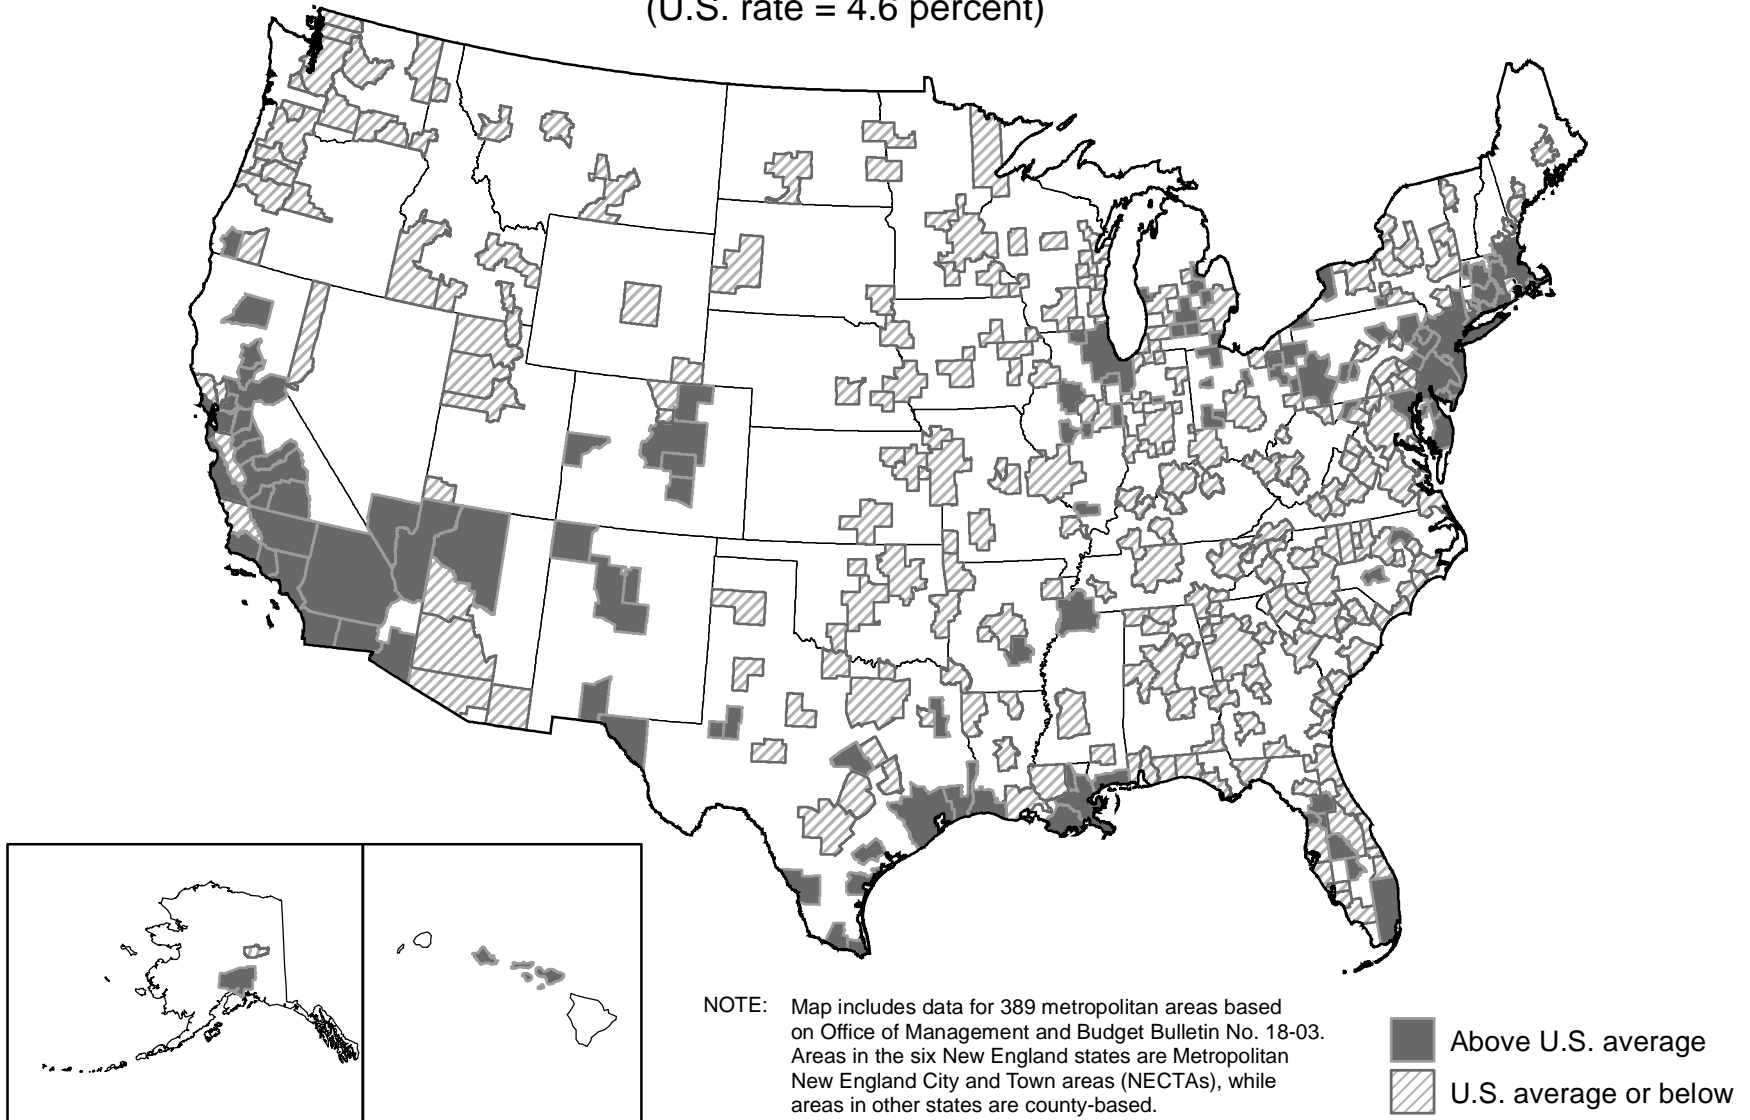 (U.S. rate = 4.6 percent)
NOTE: Map includes data for 389 metropolitan areas based
on Office of Management and Budget Bulletin No. 18-03.
Areas in the six New England states are Metropolitan
New England City and Town areas (NECTAs), while
areas in other states are county-based.
Above U.S. average
U.S. average or below